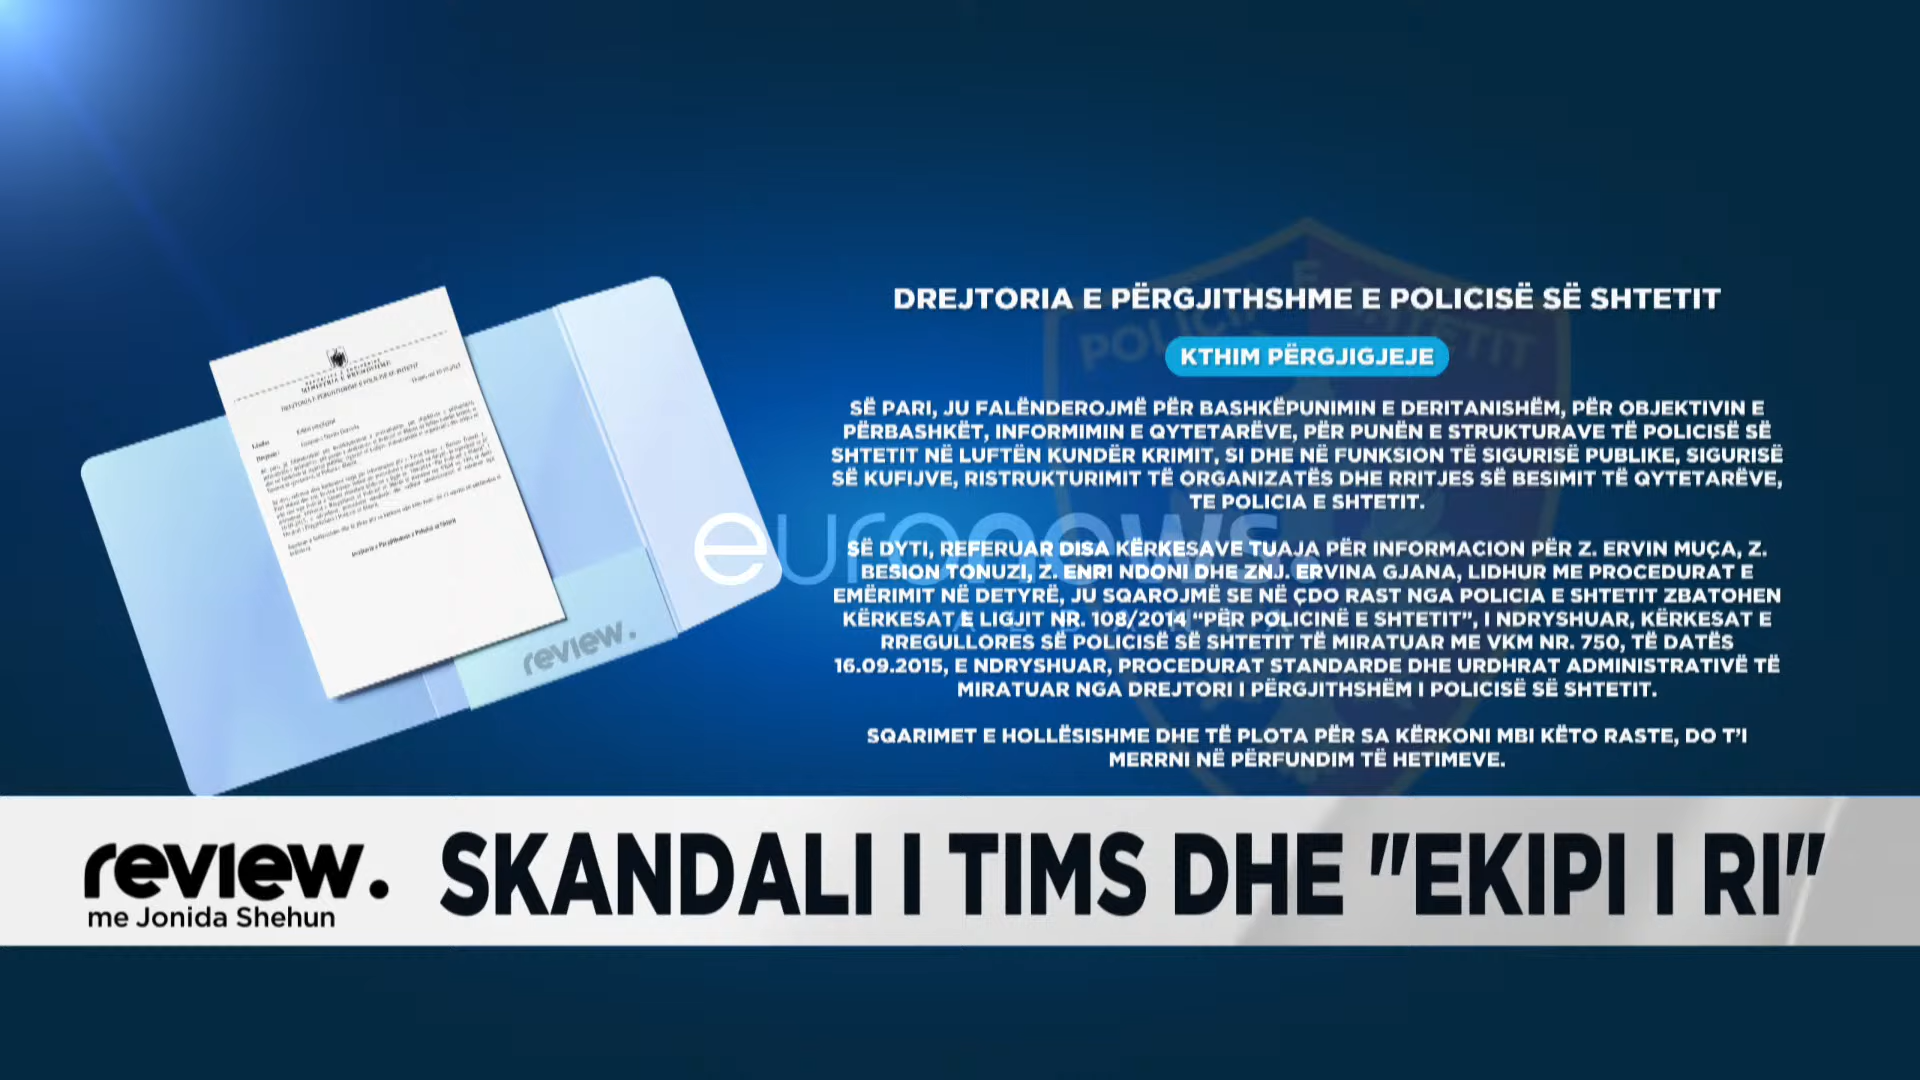 DREJTORIA E PËRGJITHSHME E POLICISË SË SHTETIT
KTHIM PËRGJIGJEJE
SË PARI, JU FALËNDEROJMË PËR BASHKËPUNIMIN E DERITANISHËM, PËR OBJEKTIVIN E
PËRBASHKËT, INFORMIMIN E QYTETARËVE, PËR PUNËN E STRUKTURAVE TË POLICISË SË
SHTETIT NË LUFTËN KUNDËR KRIMIT, SI DHE NË FUNKSION TË SIGURISË PUBLIKE, SIGURISË
SË KUFIJVE, RISTRUKTURIMIT TË ORGANIZATËS DHE RRITJES SË BESIMIT TË QYTETARËVE,
TE POLICIA E SHTETIT.
SË DYTI, REFERUAR DISA KËRKESAVE TUAJA PËR INFORMACION PËR Z. ERVIN MUÇA, Z.
BESION TONUZI, Z. ENRI NDONI DHE ZNJ. ERVINA GJANA, LIDHUR ME PROCEDURAT E
EMËRIMIT NË DETYRË, JU SQAROJMË SE NË ÇDO RAST NGA POLICIA E SHTETIT ZBATOHEN
KËRKESAT E LIGJIT NR. 108/2014 “PËR POLICINË E SHTETIT”, I NDRYSHUAR, KËRKESAT E
RREGULLORES SË POLICISË SË SHTETIT TË MIRATUAR ME VKM NR. 750, TË DATËS
16.09.2015, E NDRYSHUAR, PROCEDURAT STANDARDE DHE URDHRAT ADMINISTRATIVË TË
MIRATUAR NGA DREJTORI I PËRGJITHSHËM I POLICISË SË SHTETIT.
SQARIMET E HOLLËSISHME DHE TË PLOTA PËR SA KËRKONI MBI KËTO RASTE, DO T’I
MERRNI NË PËRFUNDIM TË HETIMEVE.
euronews.
POLICIA E SHTETIT
review.
review.
me Jonida Shehun
SKANDALI I TIMS DHE "EKIPI I RI"